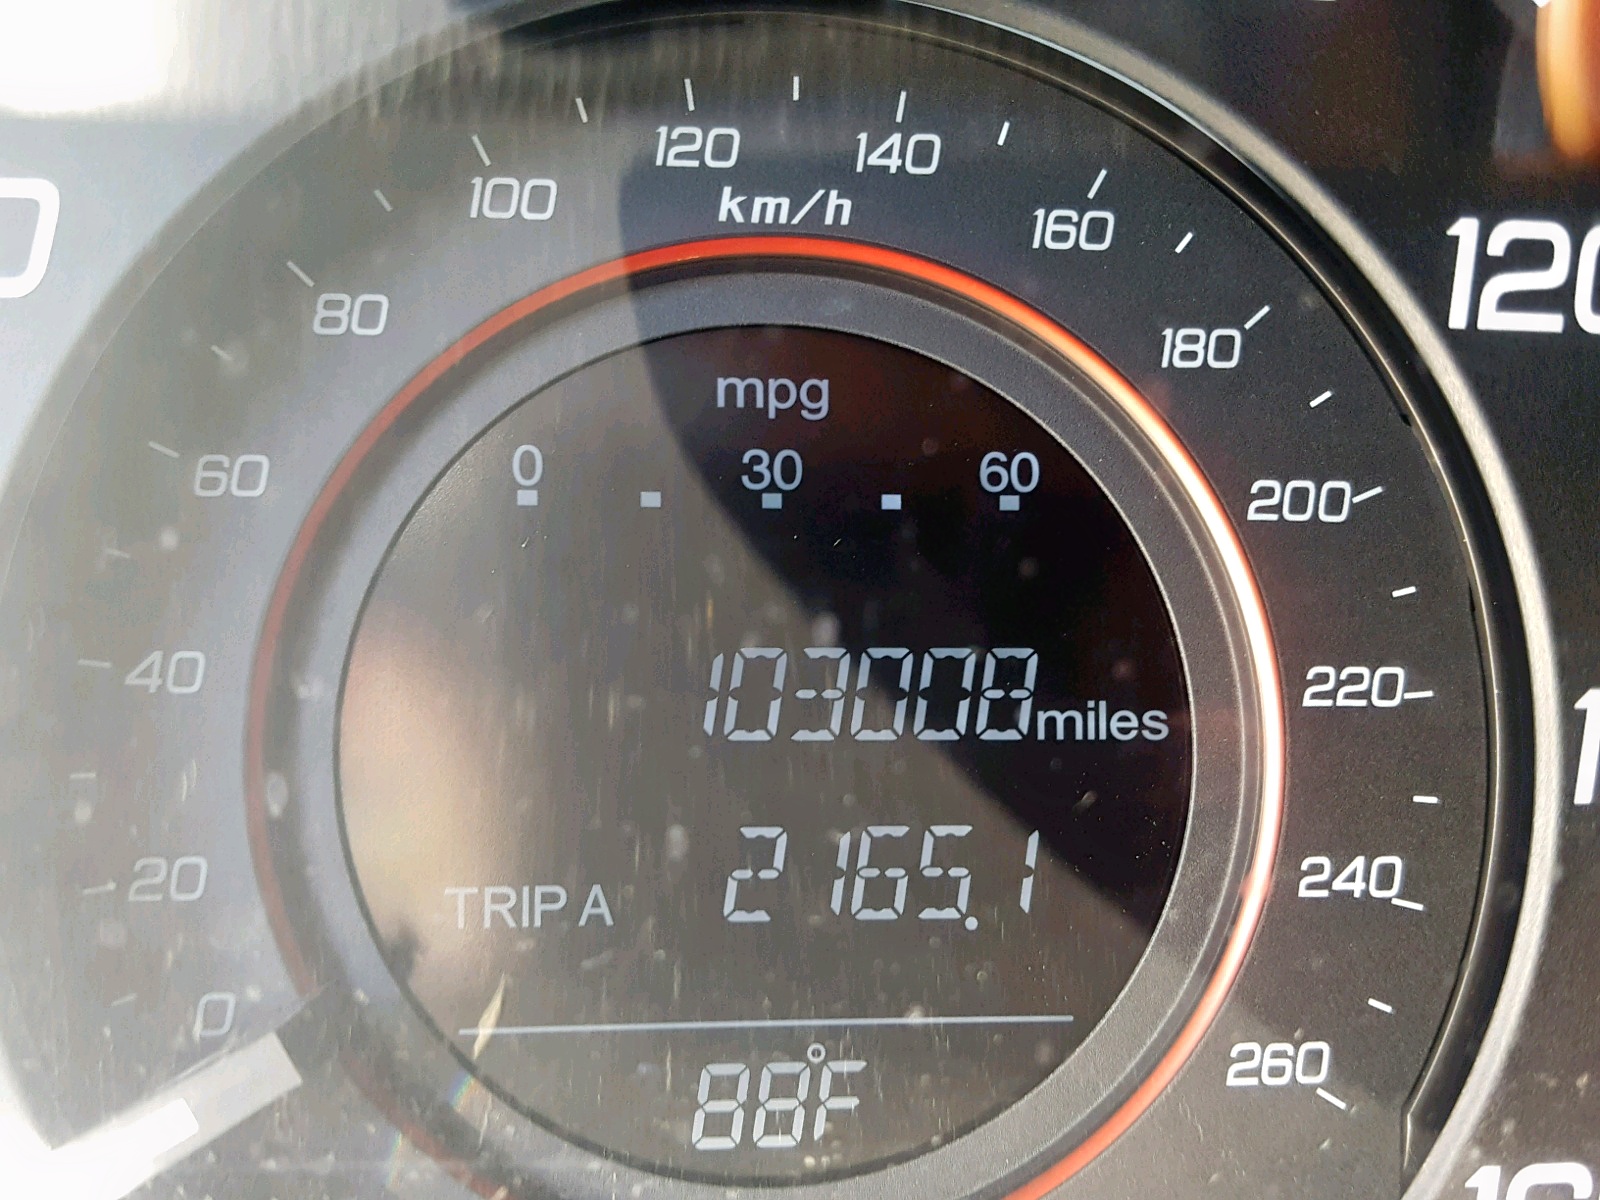 120 140
100 km/h 160
80 180
mpg
0 30 60
60 200
40 103008 miles 220
20 TRIP A 2165.1 240
0 260
88°F
120